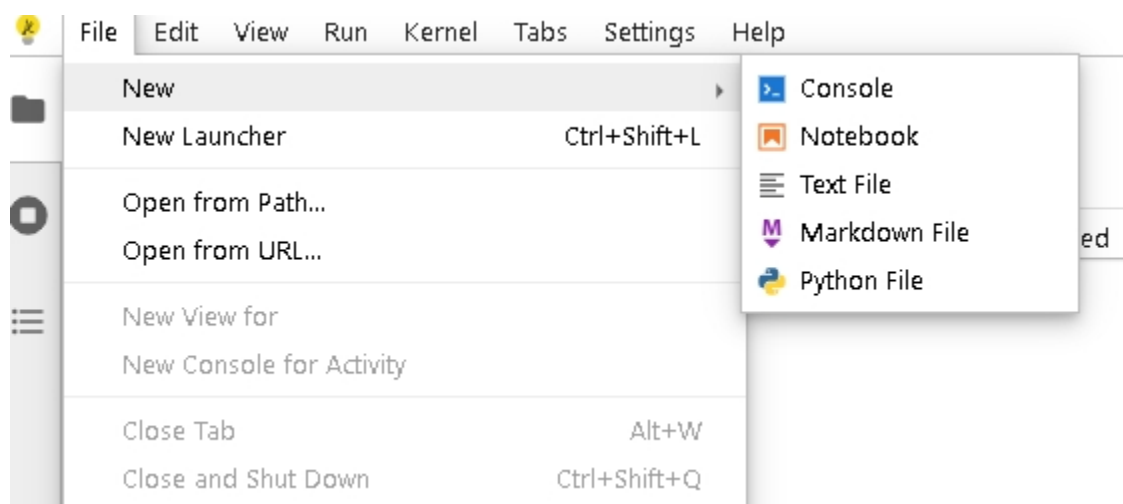 File Edit View Run Kernel Tabs Settings Help
New
New Launcher Ctrl+Shift+L
Open from Path...
Open from URL...
New View for
New Console for Activity
Close Tab Alt+W
Close and Shut Down Ctrl+Shift+Q
Console
Notebook
Text File
Markdown File
Python File
ed